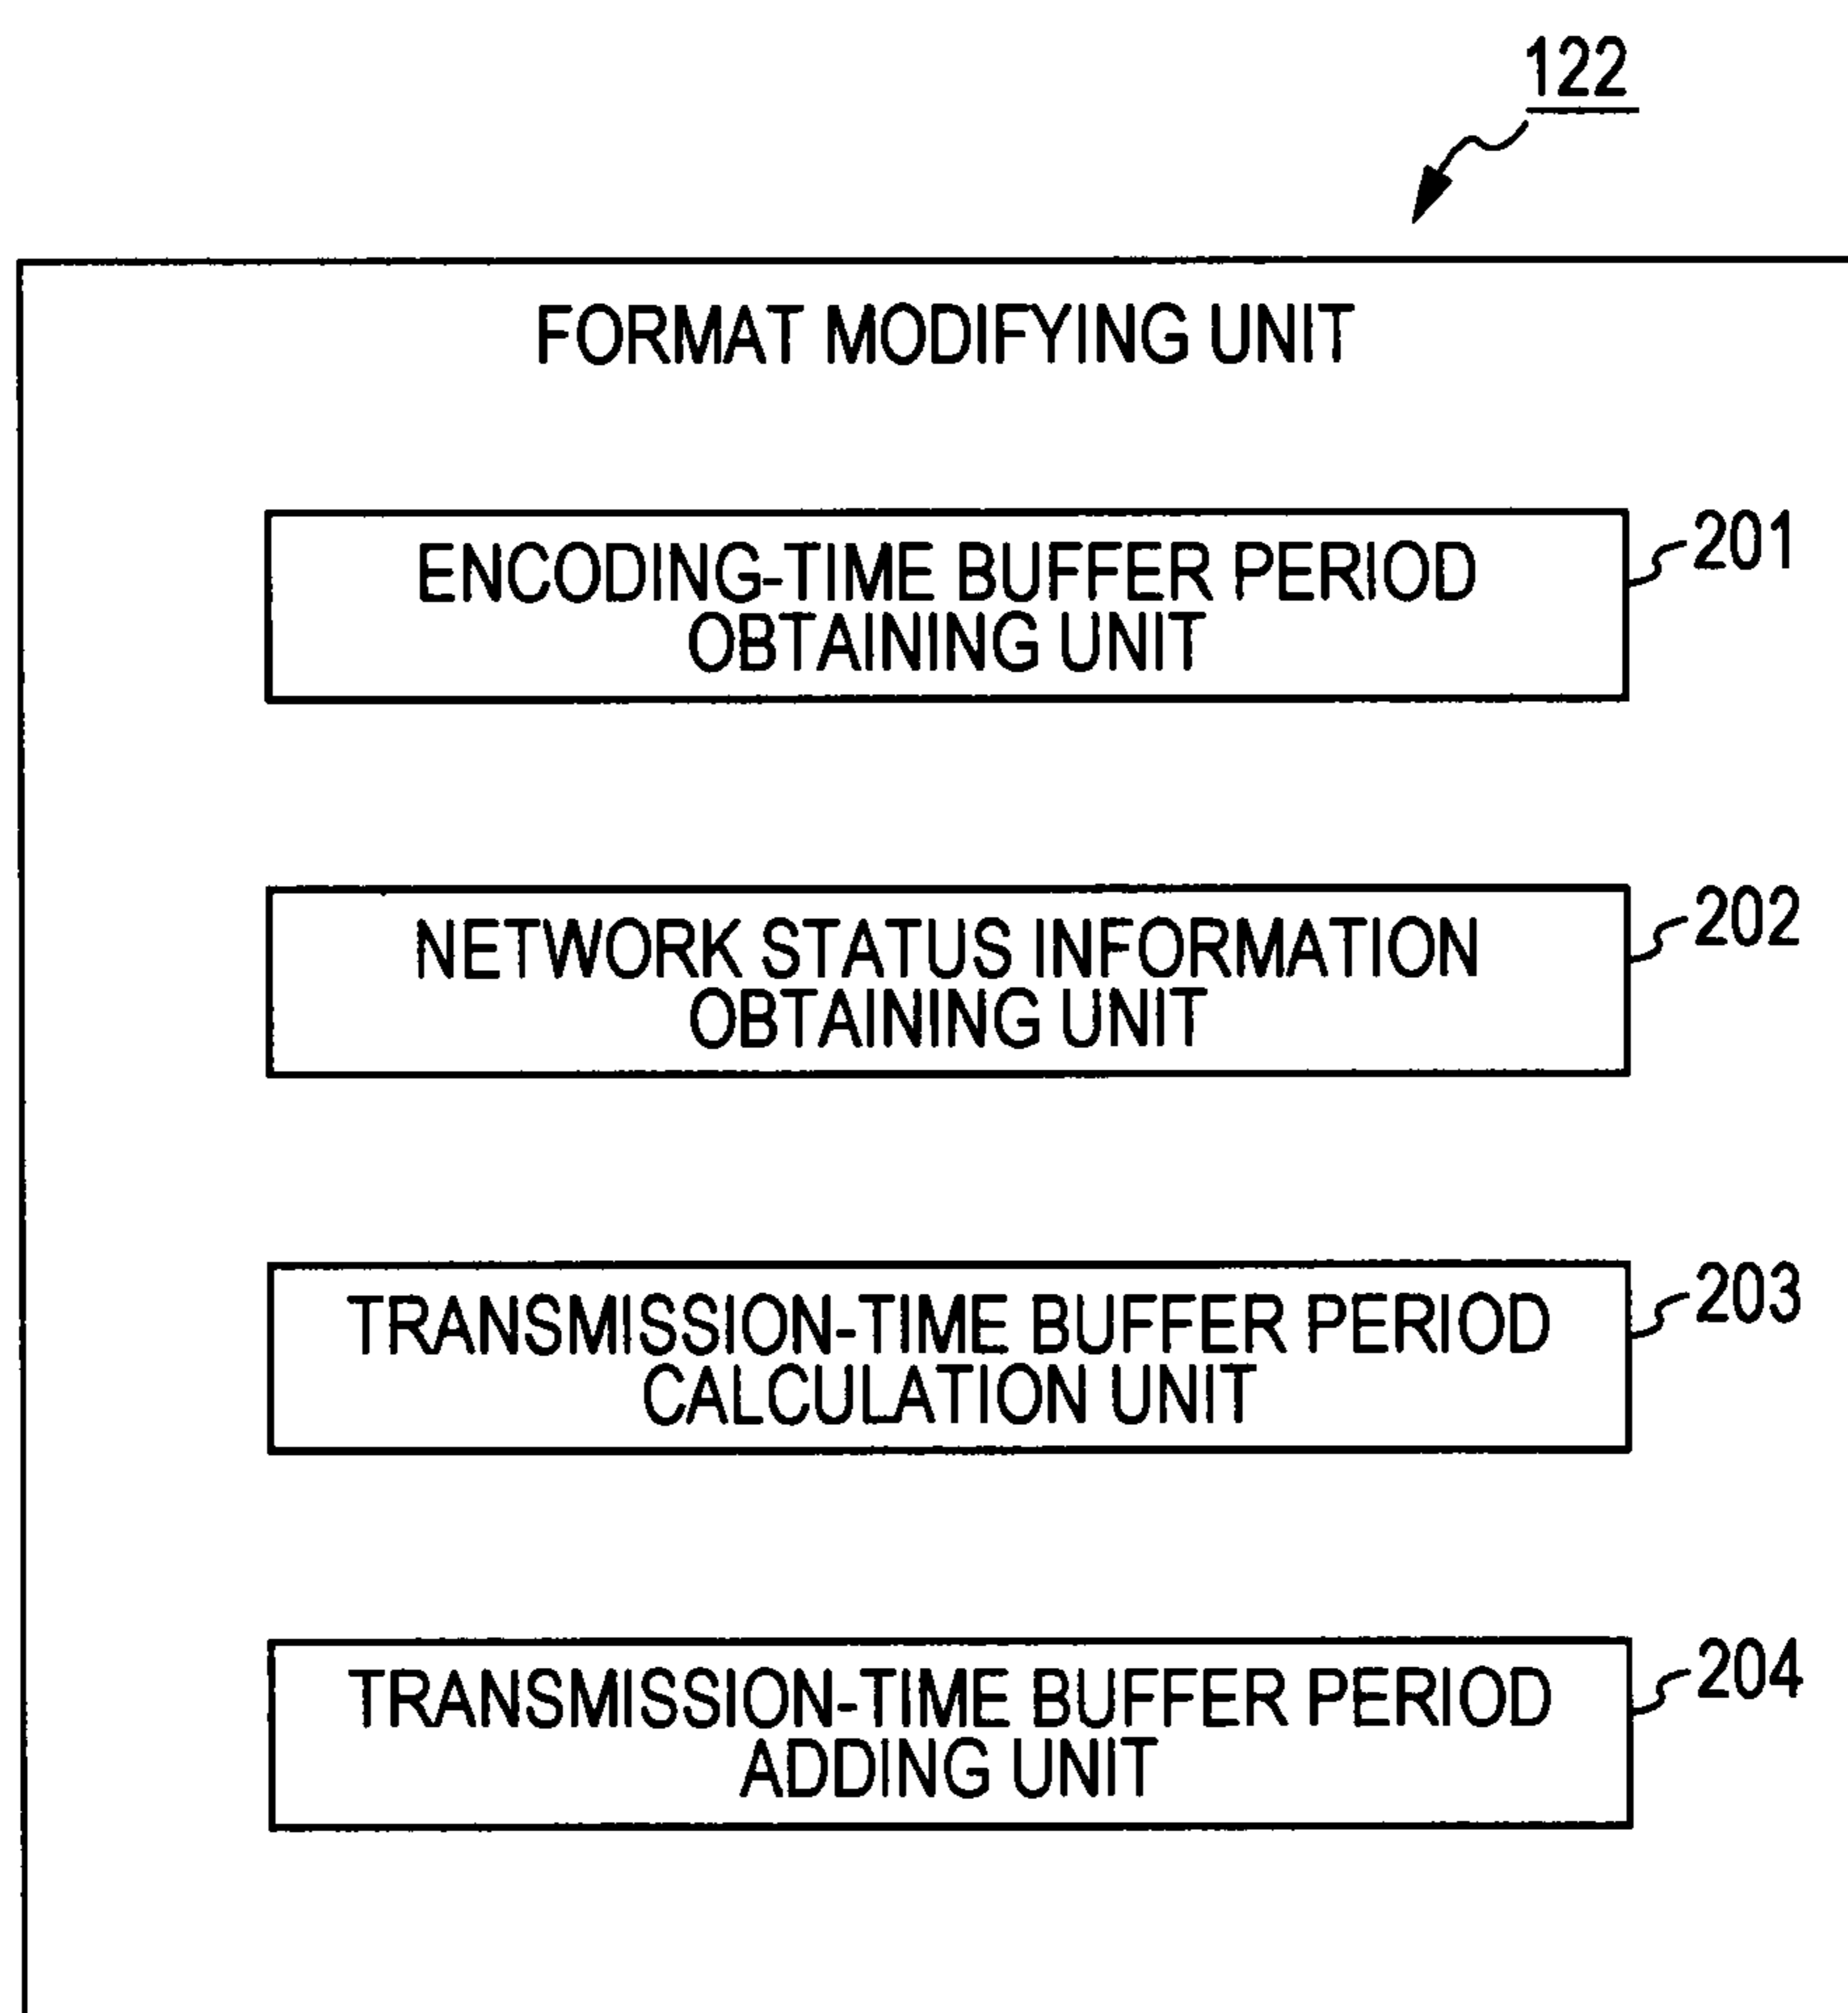 122
FORMAT MODIFYING UNIT
ENCODING-TIME BUFFER PERIOD
OBTAINING UNIT
201
NETWORK STATUS INFORMATION
OBTAINING UNIT
202
TRANSMISSION-TIME BUFFER PERIOD
CALCULATION UNIT
203
TRANSMISSION-TIME BUFFER PERIOD
ADDING UNIT
204